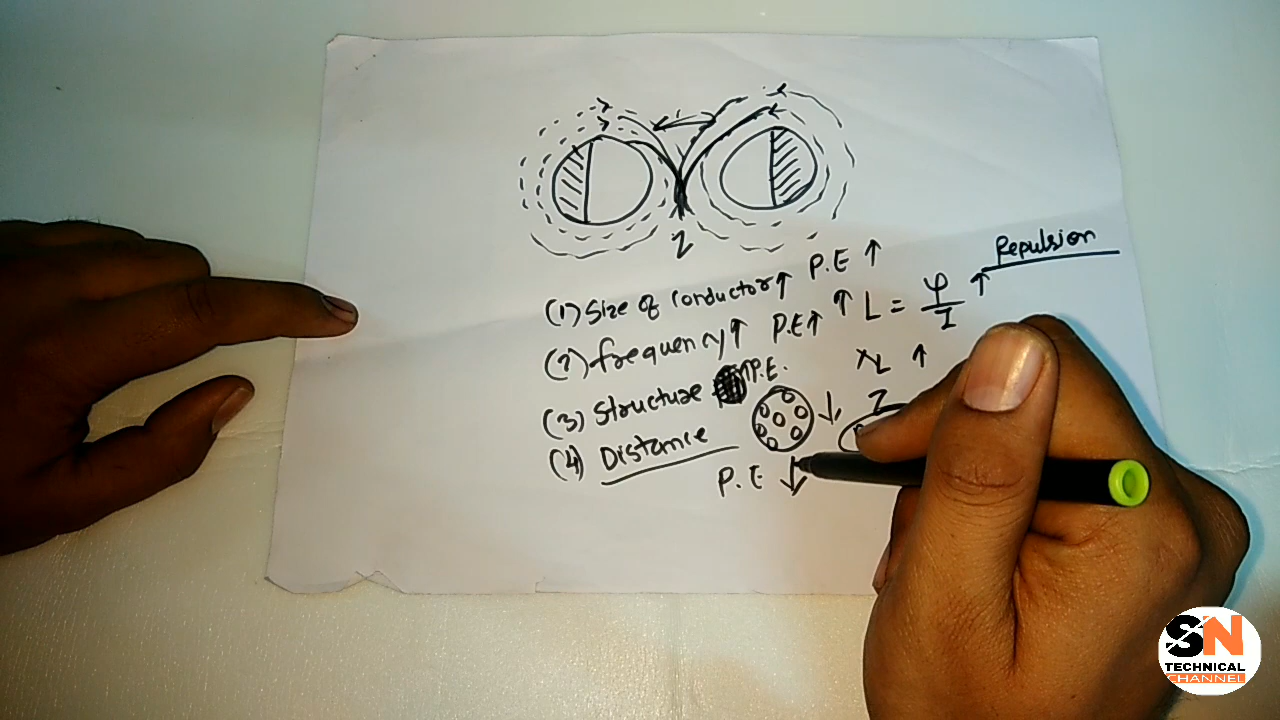 Z
Repulsion
(1) Size of Conductor↑ P.E ↑
(2) frequency↑ P.E↑ ↑ L = φ/I ↑
XL ↑
(3) Structure ↑P.E. ↓ Z
(4) Distance
P.E ↓
SN
TECHNICAL
CHANNEL